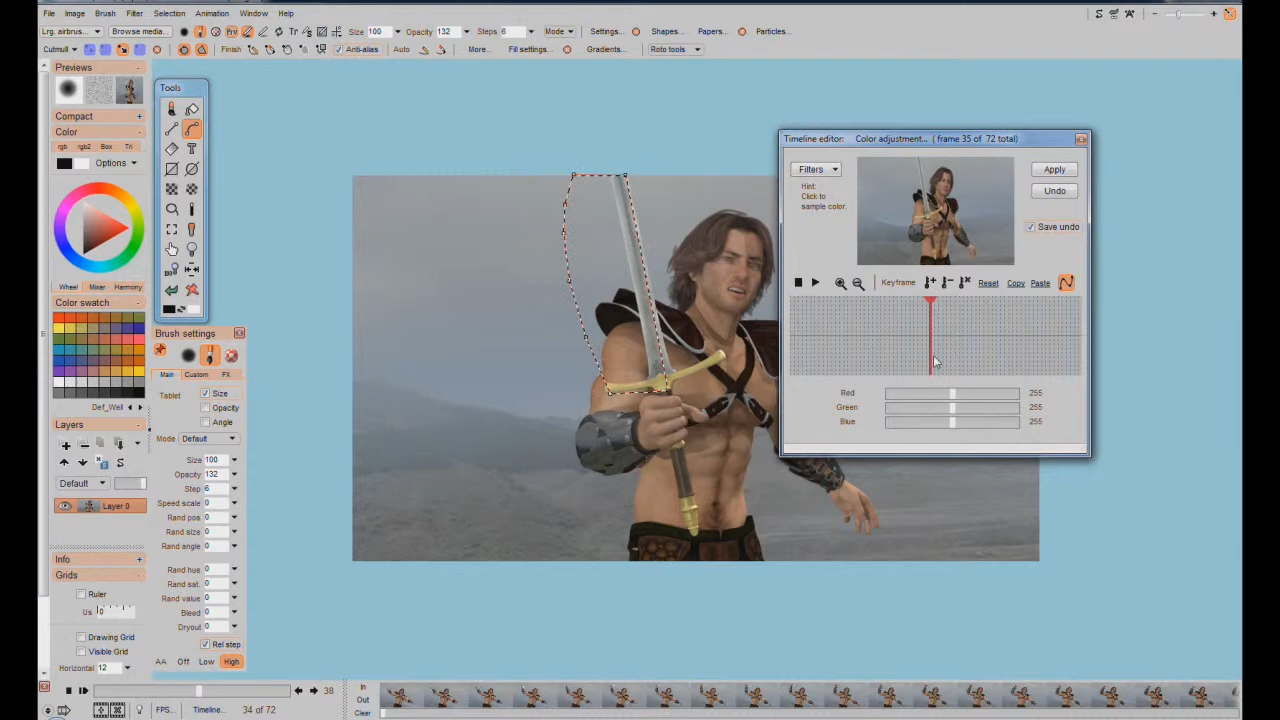 File Image Brush Filter Selection Animation Window Help
Lrg. airbrus... Browse media... Pry Tr Size 100 Opacity 132 Steps 6 Mode Settings... Shapes... Papers... Particles...
Cutmull Finish Anti-alias Auto More... Fill settings... Gradients... Roto tools
Previews
Compact +
Color -
rgb rgb2 Box Tri
Options
Wheel Mixer Harmony
Color swatch -
Def_Well
Layers -
Default
Layer 0
Info +
Grids -
Ruler
Us 0
Drawing Grid
Visible Grid
Horizontal 12
Tools
T
Brush settings
Main Custom FX
Tablet Size
Opacity
Angle
Mode Default
Size 100
Opacity 132
Step 6
Speed scale 0
Rand pos 0
Rand size 0
Rand angle 0
Rand hue 0
Rand sat. 0
Rand value 0
Bleed 0
Dryout 0
Rel step
AA Off Low High
Timeline editor: Color adjustment... ( frame 35 of 72 total)
Filters
Hint:
Click to
sample color.
Apply
Undo
Save undo
Keyframe Reset Copy Paste
Red 255
Green 255
Blue 255
38
FPS... Timeline... 34 of 72
In
Out
Clear